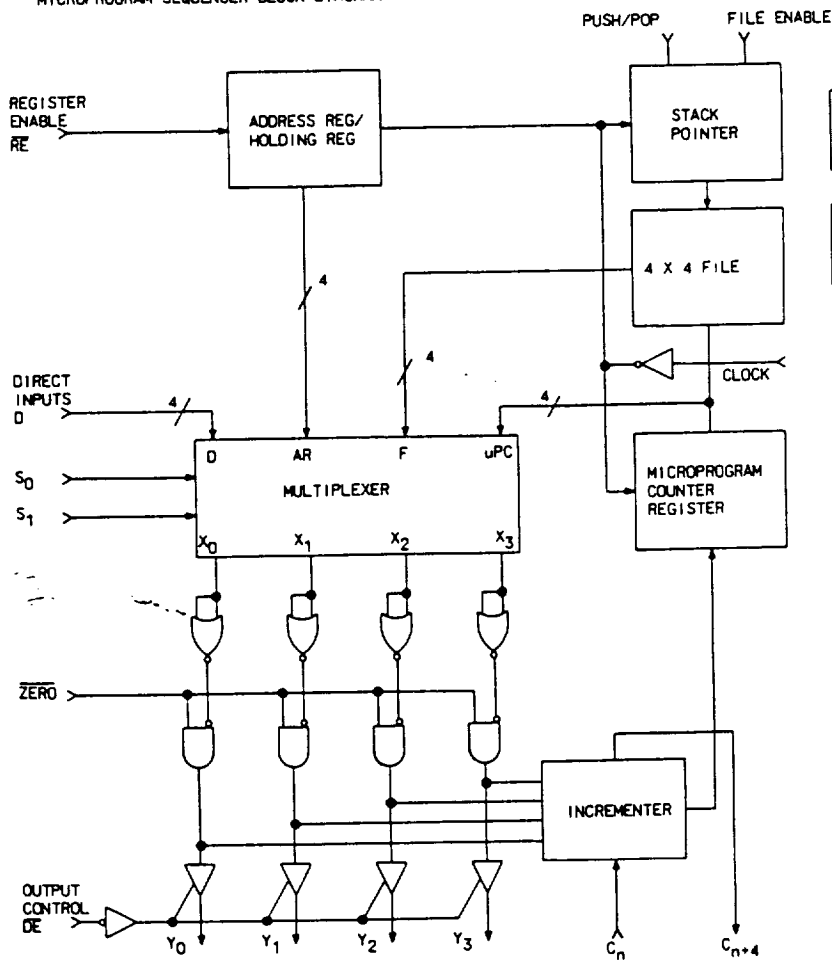 MICROPROGRAM SEQUENCER BLOCK
PUSH/POP
FILE ENABLE
REGISTER
ENABLE
RE
ADDRESS REG/
HOLDING REG
STACK
POINTER
4
4 X 4 FILE
4
CLOCK
DIRECT
INPUTS
D
4
4
D AR F uPC
S0
MULTIPLEXER
S1
X0 X1 X2 X3
MICROPROGRAM
COUNTER
REGISTER
ZERO
INCREMENTER
OUTPUT
CONTROL
OE
Y0 Y1 Y2 Y3
Cn
Cn+4